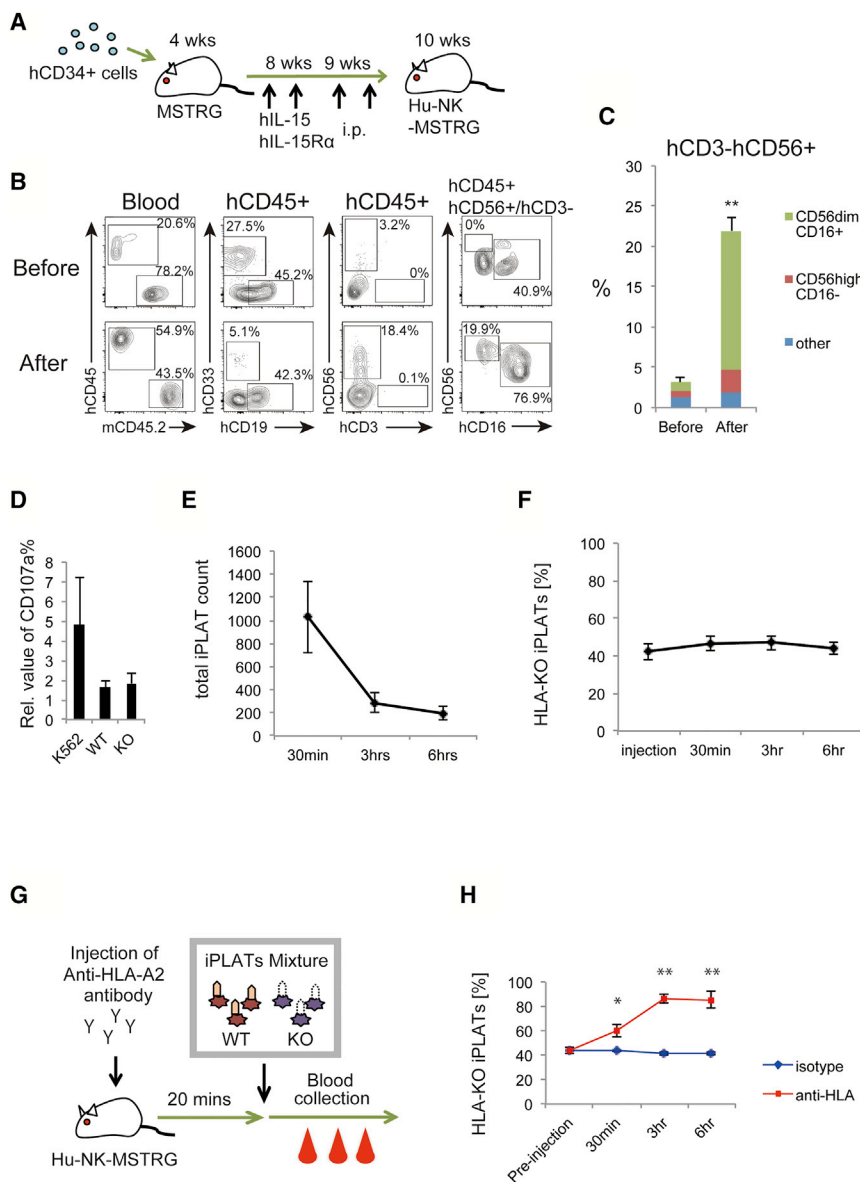 A
4 wks
hCD34+ cells
MSTRG
8 wks
9 wks
hIL-15
hIL-15Rα
i.p.
10 wks
Hu-NK
-MSTRG
B
Blood
hCD45+
hCD45+
hCD45+
hCD56+/hCD3-
Before
20.6%
78.2%
27.5%
45.2%
3.2%
0%
0%
40.9%
After
54.9%
43.5%
5.1%
42.3%
18.4%
0.1%
19.9%
76.9%
hCD45
mCD45.2
hCD33
hCD19
hCD56
hCD3
hCD56
hCD16
C
hCD3-hCD56+
%
30
25
20
15
10
5
0
**
Before
After
CD56dim
CD16+
CD56high
CD16-
other
D
Rel. value of CD107a%
8
7
6
5
4
3
2
1
0
K562
WT
KO
E
total iPLAT count
1600
1400
1200
1000
800
600
400
200
0
30min
3hrs
6hrs
F
HLA-KO iPLATs [%]
100
80
60
40
20
0
injection
30min
3hr
6hr
G
Injection of
Anti-HLA-A2
antibody
Y Y Y Y
iPLATs Mixture
WT
KO
20 mins
Blood
collection
Hu-NK-MSTRG
H
HLA-KO iPLATs [%]
100
80
60
40
20
0
*
**
**
Pre-injection
30min
3hr
6hr
isotype
anti-HLA